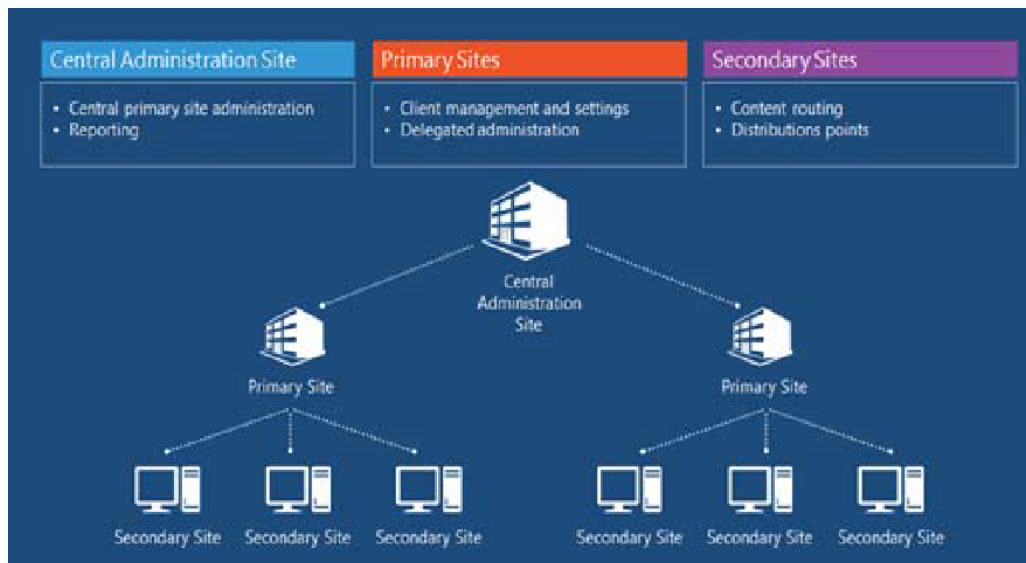 Central Administration Site
• Central primary site administration
• Reporting
Primary Sites
• Client management and settings
• Delegated administration
Secondary Sites
• Content routing
• Distributions points
Central
Administration
Site
Primary Site
Primary Site
Secondary Site
Secondary Site
Secondary Site
Secondary Site
Secondary Site
Secondary Site